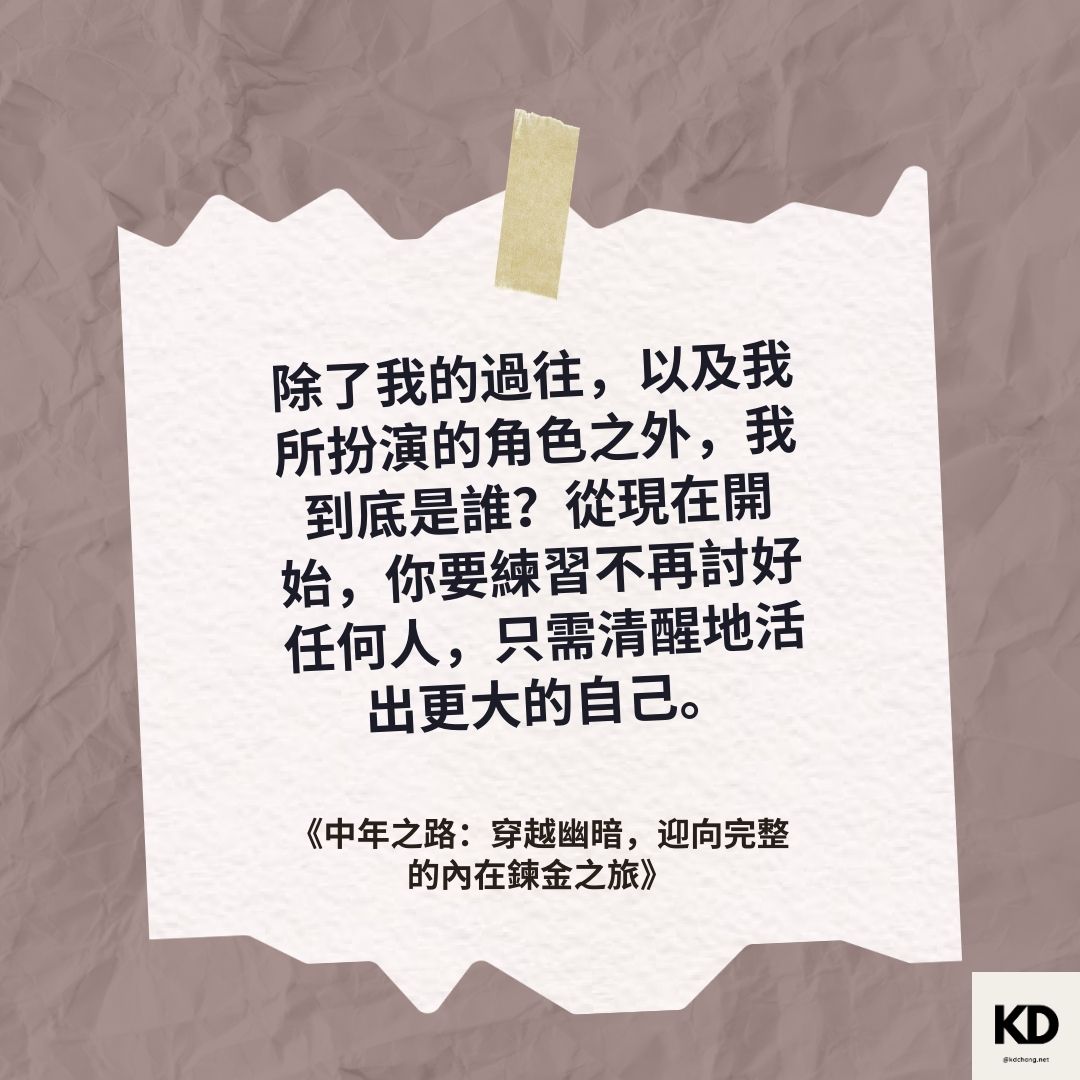 除了我的過往，以及我
所扮演的角色之外，我
到底是誰？從現在開
始，你要練習不再討好
任何人，只需清醒地活
出更大的自己。
《中年之路：穿越幽暗，迎向完整
的內在鍊金之旅》
KD
@kdchong.net